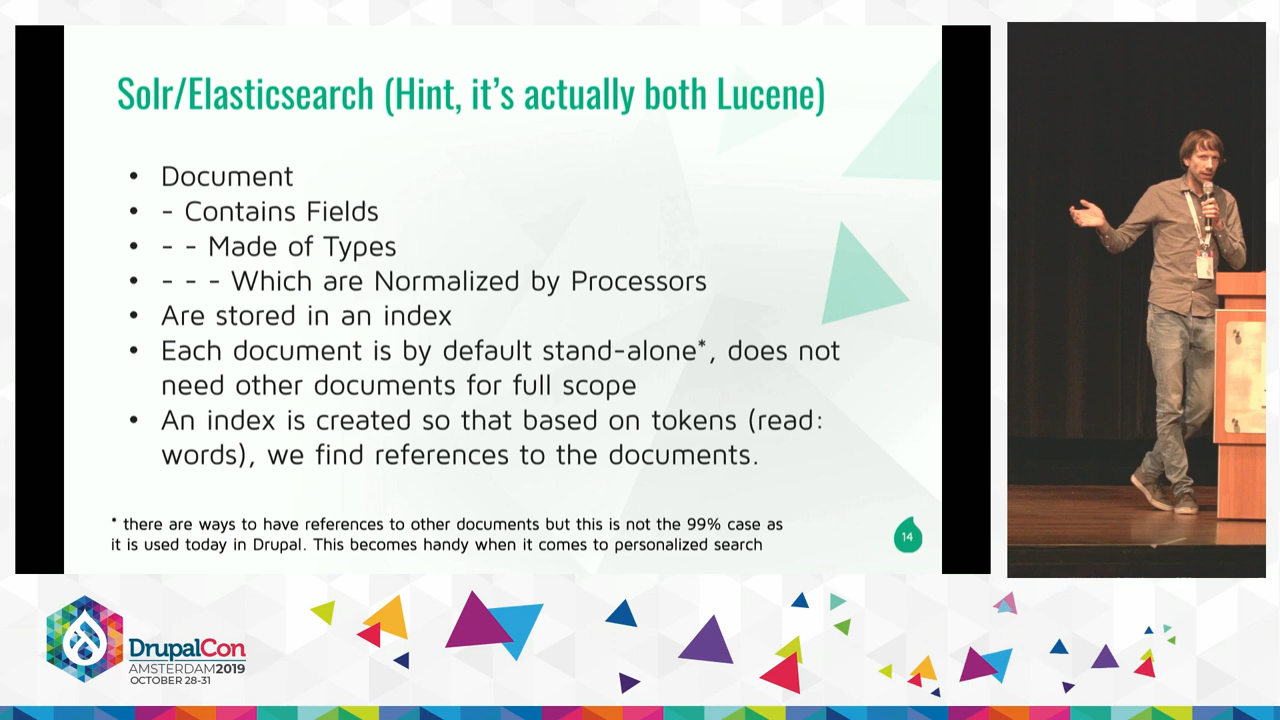 Solr/Elasticsearch (Hint, it's actually both Lucene)
• Document
• - Contains Fields
• - - Made of Types
• - - - Which are Normalized by Processors
• Are stored in an index
• Each document is by default stand-alone*, does not
need other documents for full scope
• An index is created so that based on tokens (read:
words), we find references to the documents.
* there are ways to have references to other documents but this is not the 99% case as
it is used today in Drupal. This becomes handy when it comes to personalized search
14
DrupalCon
AMSTERDAM2019
OCTOBER 28-31